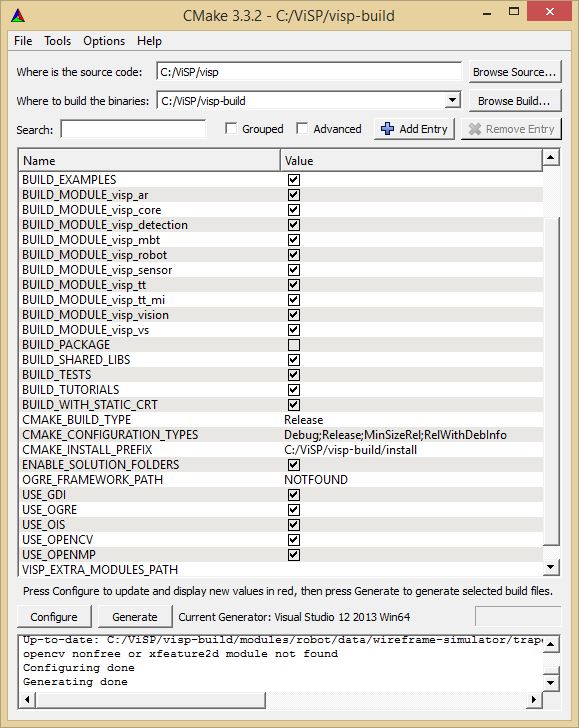 CMake 3.3.2 - C:/ViSP/visp-build
File Tools Options Help
Where is the source code: C:/ViSP/visp Browse Source...
Where to build the binaries: C:/ViSP/visp-build Browse Build...
Search: Grouped Advanced Add Entry Remove Entry
Name Value
BUILD_EXAMPLES
BUILD_MODULE_visp_ar
BUILD_MODULE_visp_core
BUILD_MODULE_visp_detection
BUILD_MODULE_visp_mbt
BUILD_MODULE_visp_robot
BUILD_MODULE_visp_sensor
BUILD_MODULE_visp_tt
BUILD_MODULE_visp_tt_mi
BUILD_MODULE_visp_vision
BUILD_MODULE_visp_vs
BUILD_PACKAGE
BUILD_SHARED_LIBS
BUILD_TESTS
BUILD_TUTORIALS
BUILD_WITH_STATIC_CRT
CMAKE_BUILD_TYPE Release
CMAKE_CONFIGURATION_TYPES Debug;Release;MinSizeRel;RelWithDebInfo
CMAKE_INSTALL_PREFIX C:/ViSP/visp-build/install
ENABLE_SOLUTION_FOLDERS
OGRE_FRAMEWORK_PATH NOTFOUND
USE_GDI
USE_OGRE
USE_OIS
USE_OPENCV
USE_OPENMP
VISP_EXTRA_MODULES_PATH
Press Configure to update and display new values in red, then press Generate to generate selected build files.
Configure Generate Current Generator: Visual Studio 12 2013 Win64
Up-to-date: C:/ViSP/visp-build/modules/robot/data/wireframe-simulator/trape
opencv nonfree or xfeature2d module not found
Configuring done
Generating done